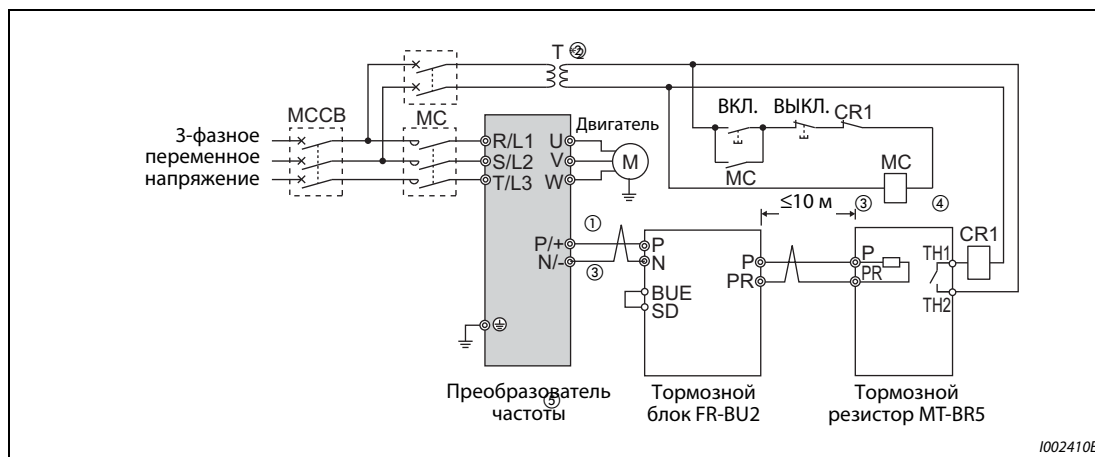 T ②
ВКЛ. ВЫКЛ. CR1
MCCB MC
3-фазное
переменное
напряжение
R/L1
S/L2
T/L3
U
V
W
Двигатель
M
MC
MC
≤10 м ③ ④
P/+ ①
N/- ③
P
N
BUE
SD
P
PR
P
PR
TH1
TH2
CR1
Преобразователь
частоты
⑤
Тормозной
блок FR-BU2
Тормозной
резистор MT-BR5
I002410E